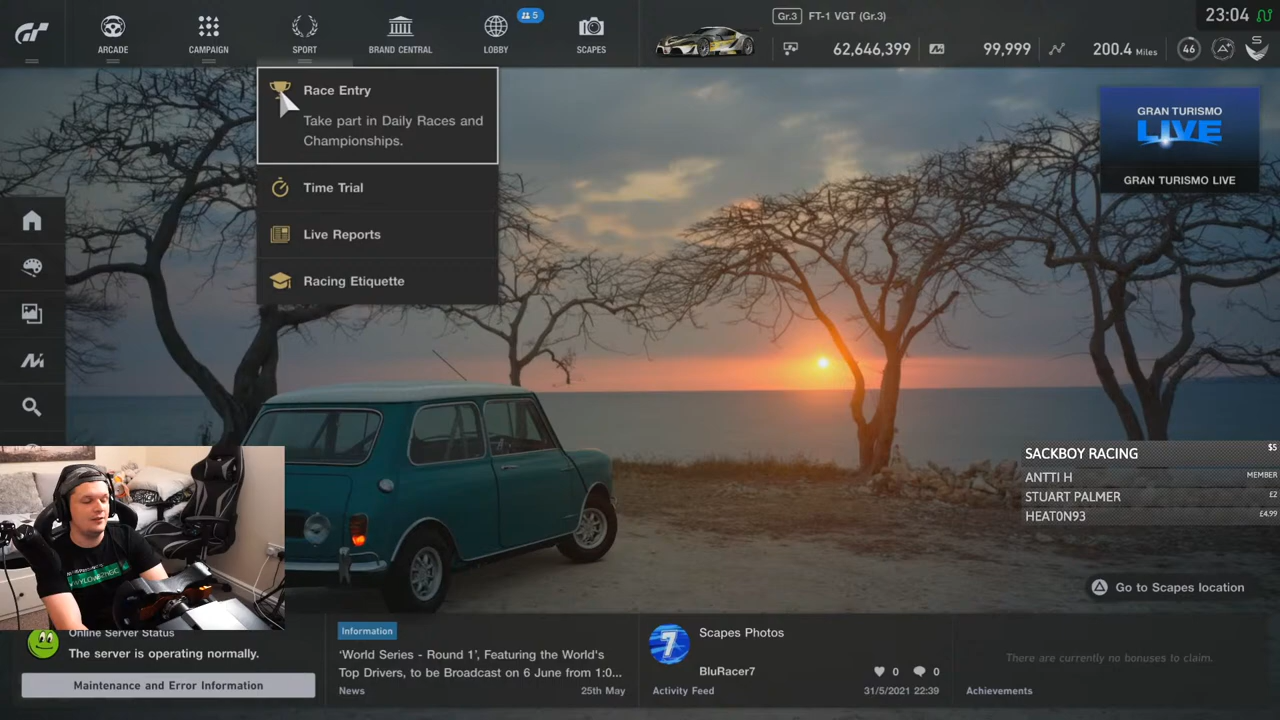 ARCADE
CAMPAIGN
SPORT
BRAND CENTRAL
LOBBY
5
SCAPES
Gr.3 FT-1 VGT (Gr.3)
62,646,399
99,999
200.4 Miles
46
23:04
S
Race Entry
Take part in Daily Races and
Championships.
Time Trial
Live Reports
Racing Etiquette
GRAN TURISMO
LIVE
GRAN TURISMO LIVE
SACKBOY RACING $5
ANTTI H MEMBER
STUART PALMER £2
HEAT0N93 £4.99
Go to Scapes location
Online Server Status
The server is operating normally.
Maintenance and Error Information
Information
'World Series - Round 1', Featuring the World's
Top Drivers, to be Broadcast on 6 June from 1:0...
News 25th May
7
Scapes Photos
BluRacer7
0 0
Activity Feed 31/5/2021 22:39
There are currently no bonuses to claim.
Achievements